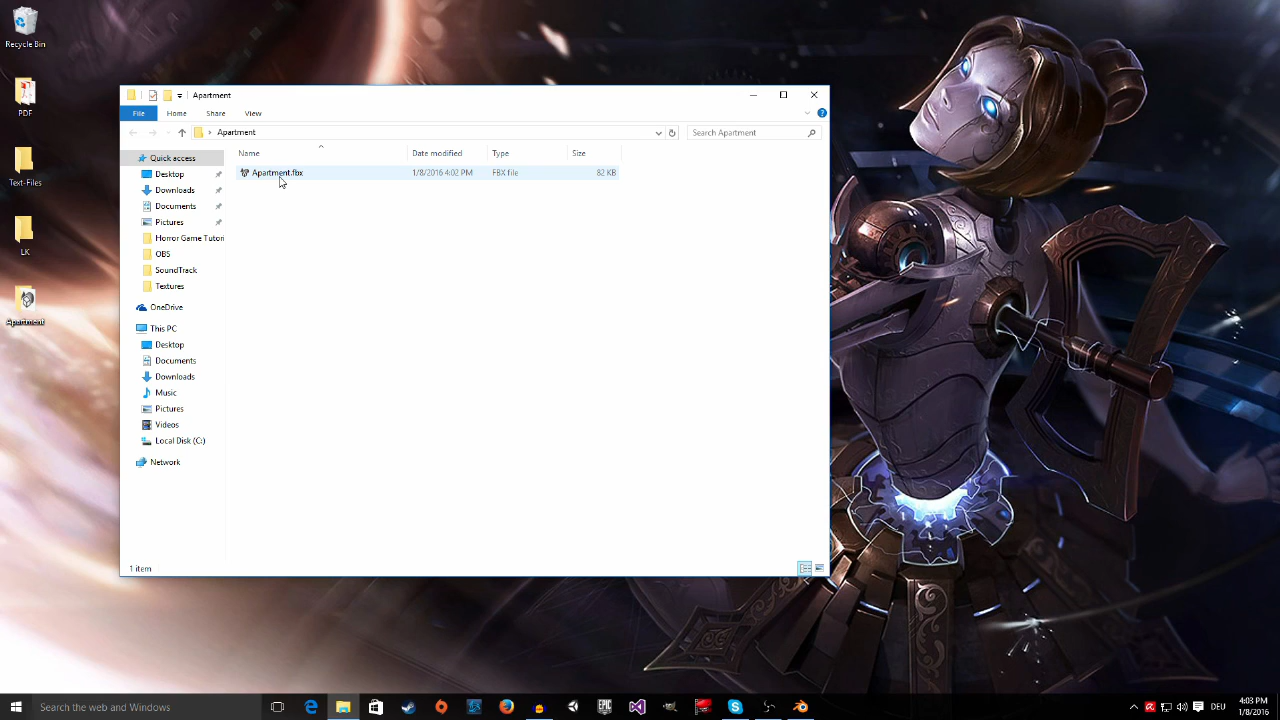 Recycle Bin
PDF
Text-Files
LK
Apartment
Apartment
File
Home
Share
View
Apartment
Search Apartment
Name
Date modified
Type
Size
Apartment.fbx
1/8/2016 4:02 PM
FBX file
82 KB
Quick access
Desktop
Downloads
Documents
Pictures
Horror Game Tutori
OBS
SoundTrack
Textures
OneDrive
This PC
Desktop
Documents
Downloads
Music
Pictures
Videos
Local Disk (C:)
Network
1 item
Search the web and Windows
EPIC
DEU
4:03 PM
1/8/2016